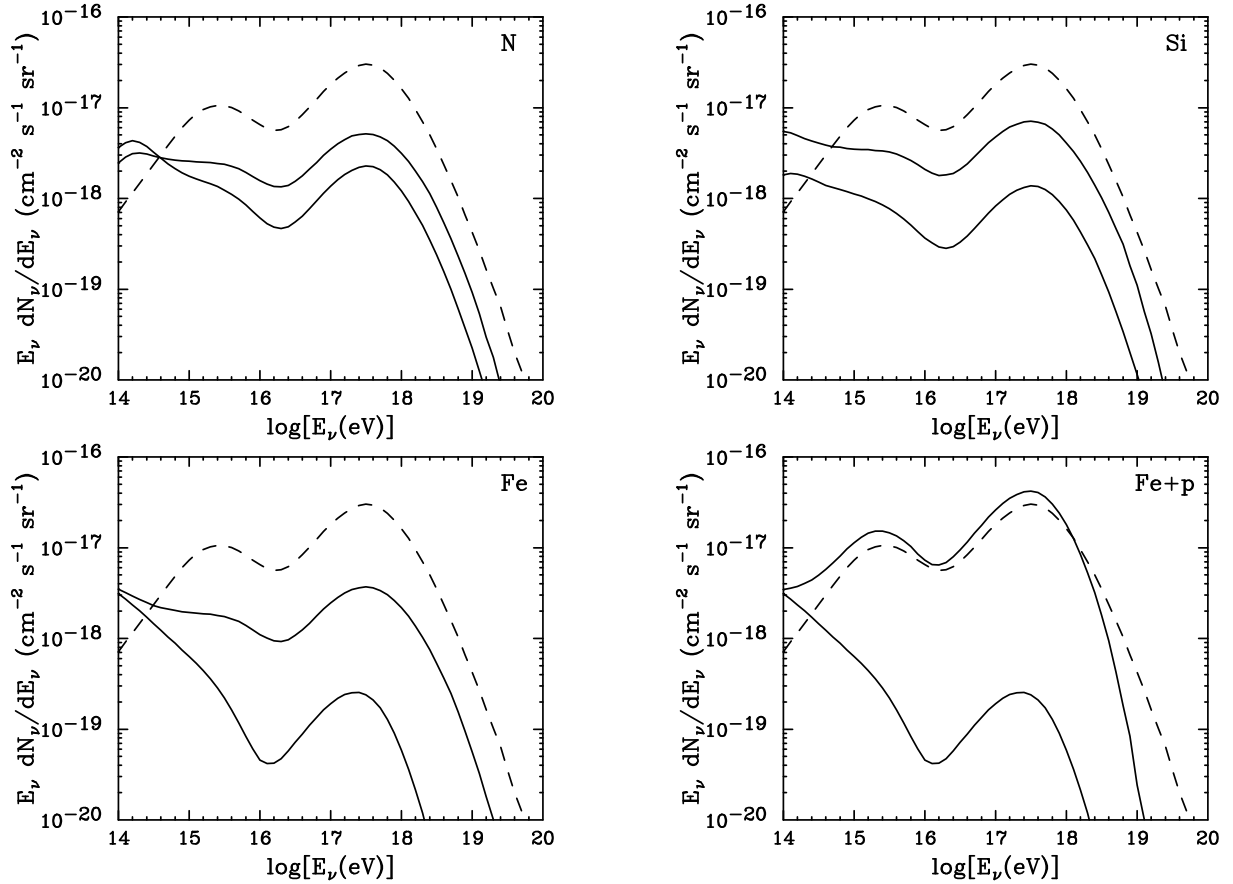 N
E_ν dN_ν/dE_ν (cm⁻² s⁻¹ sr⁻¹)
10⁻¹⁶
10⁻¹⁷
10⁻¹⁸
10⁻¹⁹
10⁻²⁰
14 15 16 17 18 19 20
log[E_ν(eV)]
Si
E_ν dN_ν/dE_ν (cm⁻² s⁻¹ sr⁻¹)
10⁻¹⁶
10⁻¹⁷
10⁻¹⁸
10⁻¹⁹
10⁻²⁰
14 15 16 17 18 19 20
log[E_ν(eV)]
Fe
E_ν dN_ν/dE_ν (cm⁻² s⁻¹ sr⁻¹)
10⁻¹⁶
10⁻¹⁷
10⁻¹⁸
10⁻¹⁹
10⁻²⁰
14 15 16 17 18 19 20
log[E_ν(eV)]
Fe+p
E_ν dN_ν/dE_ν (cm⁻² s⁻¹ sr⁻¹)
10⁻¹⁶
10⁻¹⁷
10⁻¹⁸
10⁻¹⁹
10⁻²⁰
14 15 16 17 18 19 20
log[E_ν(eV)]